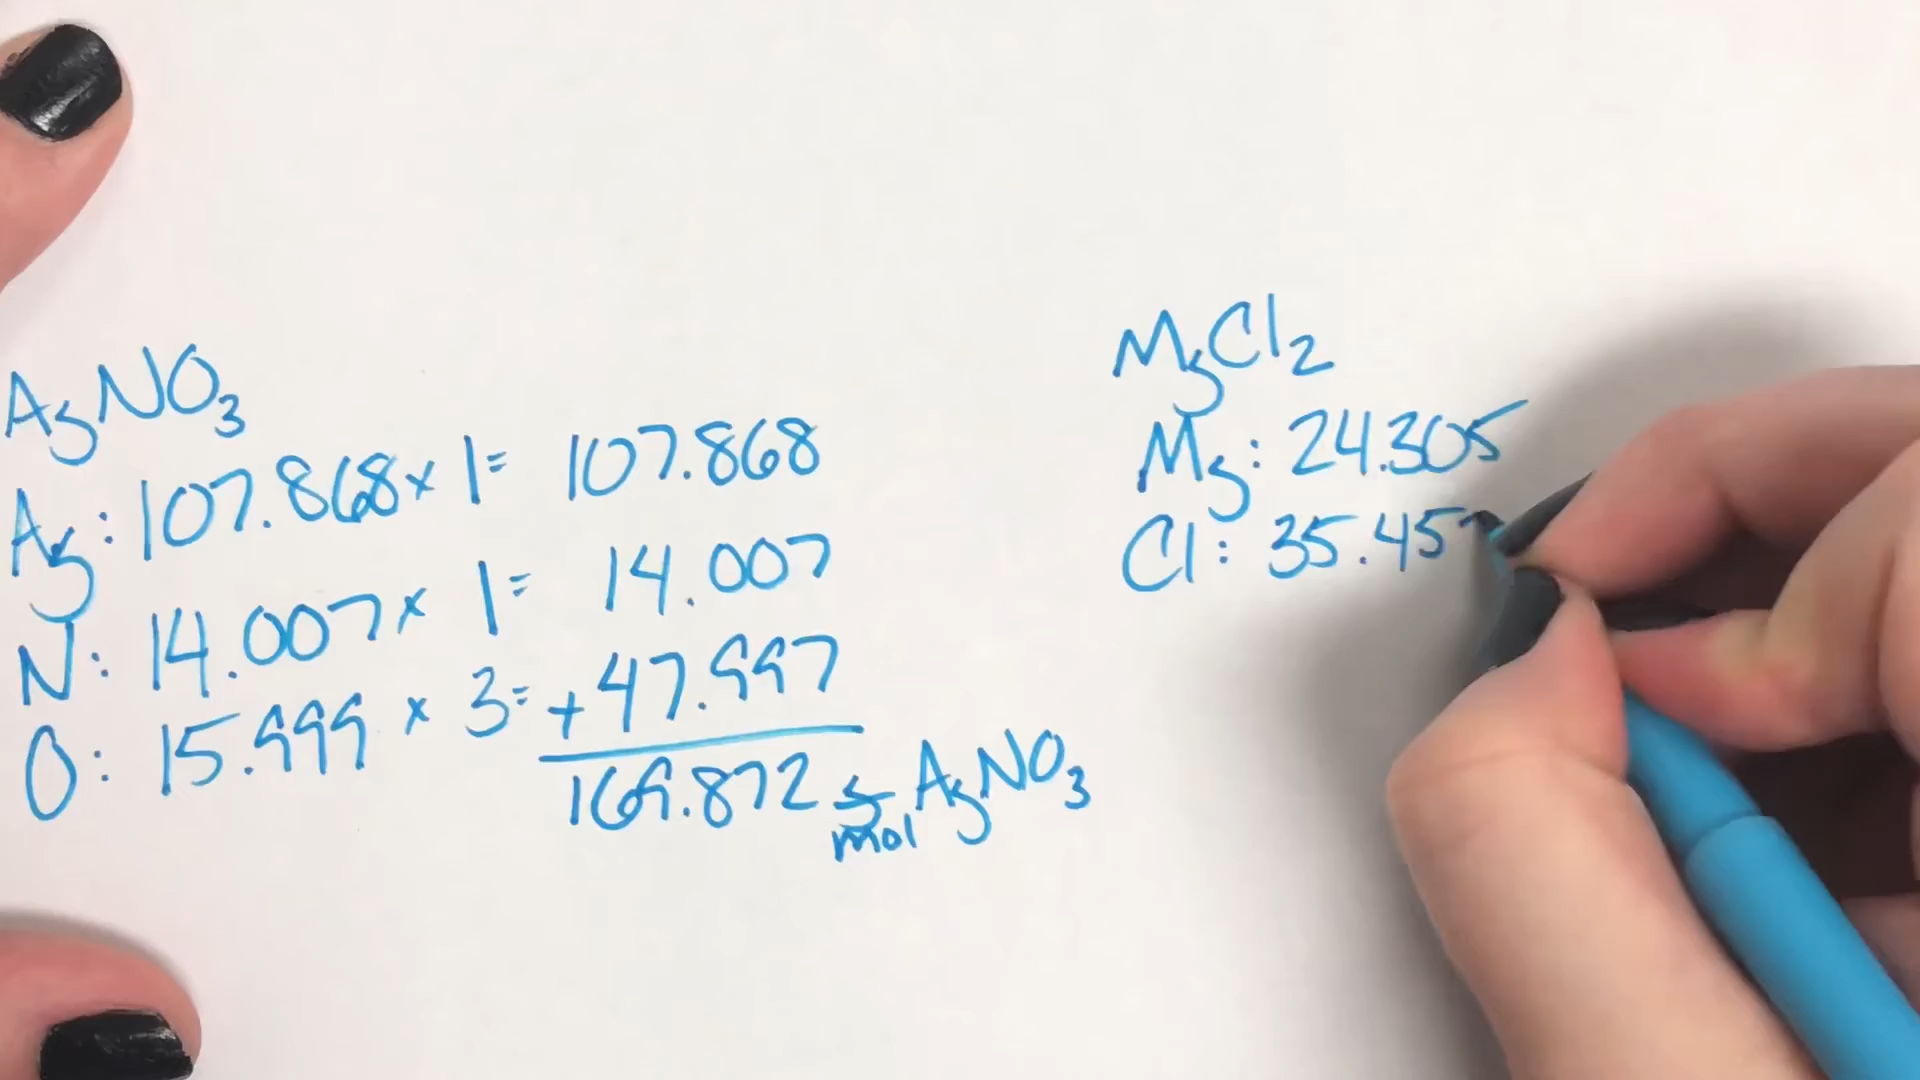 AgNO3
Ag: 107.868 x 1 = 107.868
N: 14.007 x 1 = 14.007
O: 15.999 x 3 = + 47.997
169.872 g/mol AgNO3
MgCl2
Mg: 24.305
Cl: 35.45